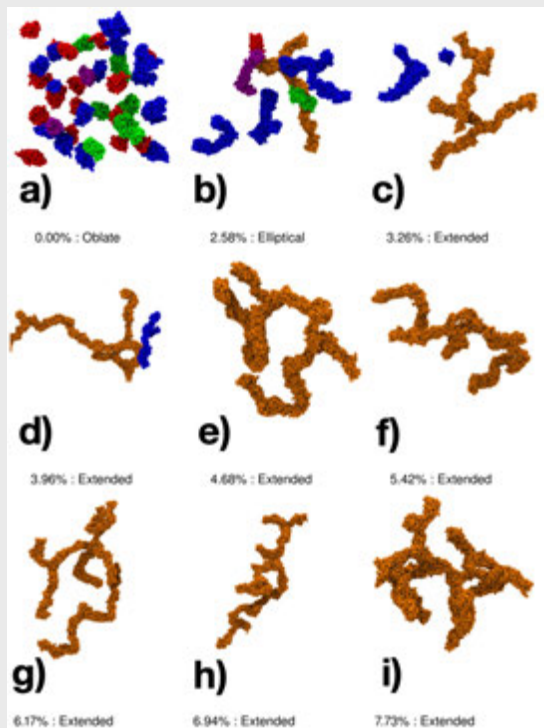 a)
b)
c)
0.00% : Oblate
2.58% : Elliptical
3.26% : Extended
d)
e)
f)
3.96% : Extended
4.68% : Extended
5.42% : Extended
g)
h)
i)
6.17% : Extended
6.94% : Extended
7.73% : Extended